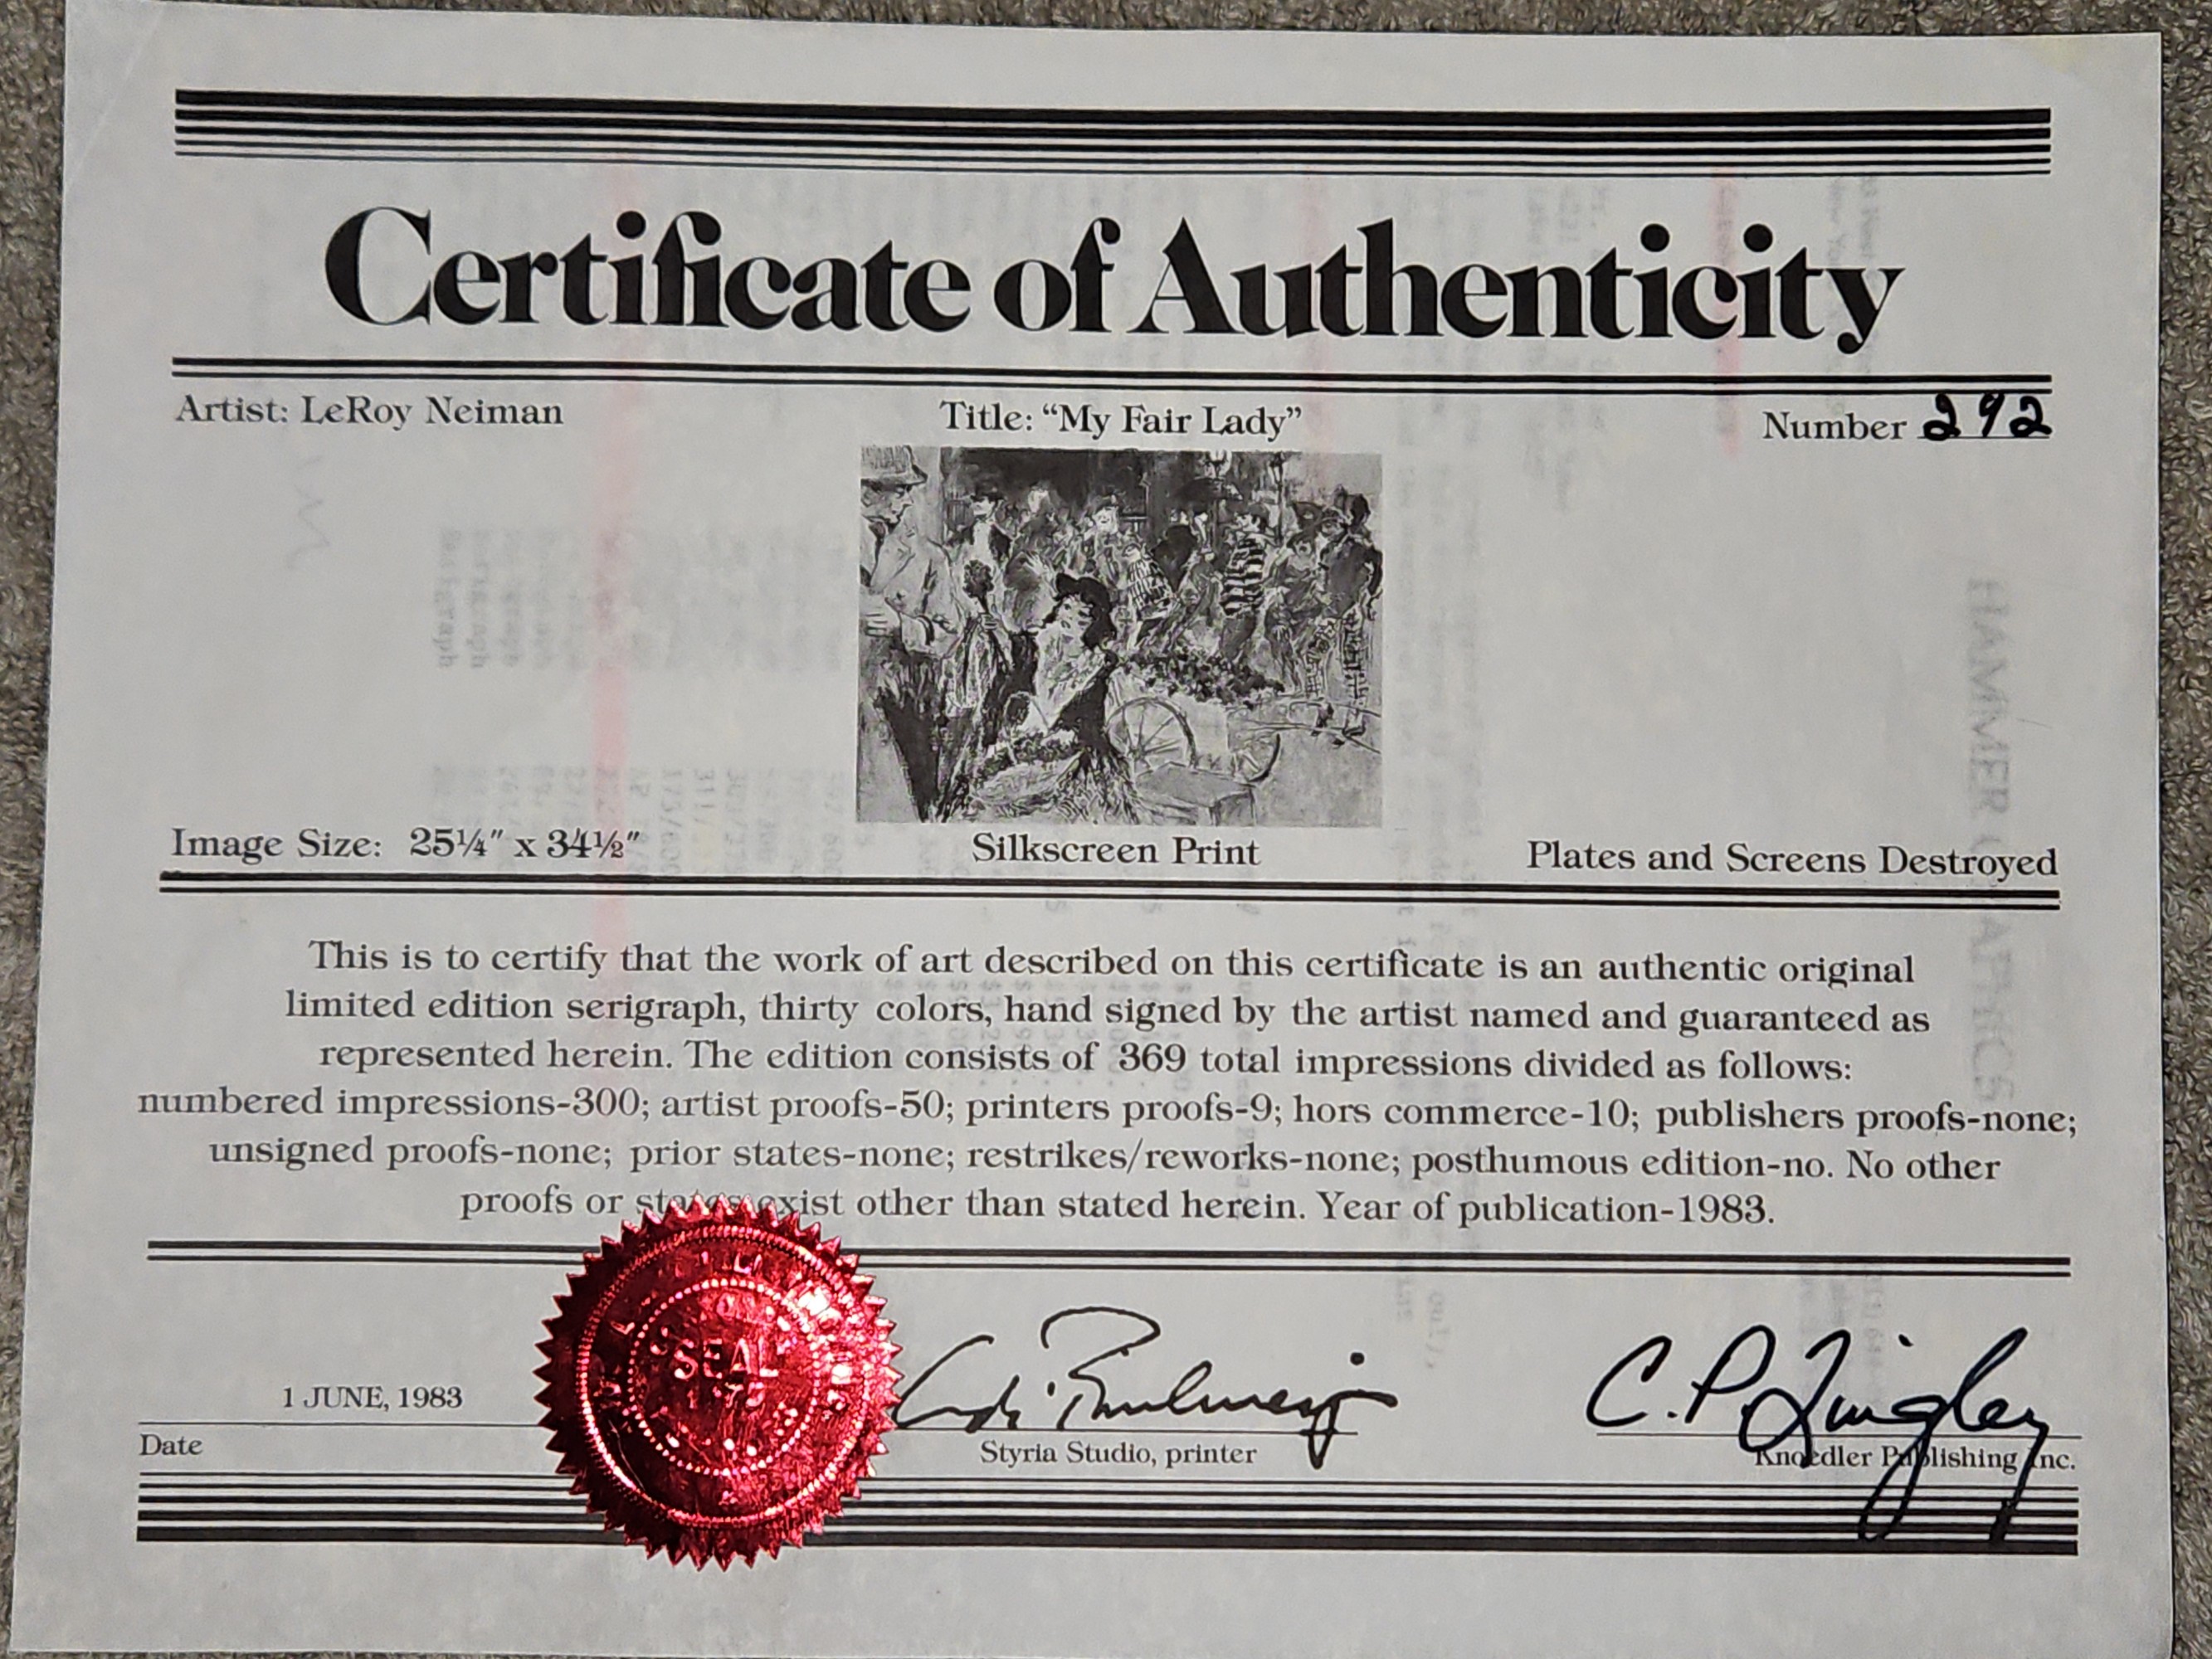 Certificate of Authenticity
Artist: LeRoy Neiman
Title: “My Fair Lady”
Number 292
Image Size: 25¼″ x 34½″
Silkscreen Print
Plates and Screens Destroyed
This is to certify that the work of art described on this certificate is an authentic original
limited edition serigraph, thirty colors, hand signed by the artist named and guaranteed as
represented herein. The edition consists of 369 total impressions divided as follows:
numbered impressions-300; artist proofs-50; printers proofs-9; hors commerce-10; publishers proofs-none;
unsigned proofs-none; prior states-none; restrikes/reworks-none; posthumous edition-no. No other
proofs or states exist other than stated herein. Year of publication-1983.
1 JUNE, 1983
Date
SEAL
Styria Studio, printer
C.P.
Knoedler Publishing Inc.
HAMMER GRAPHICS